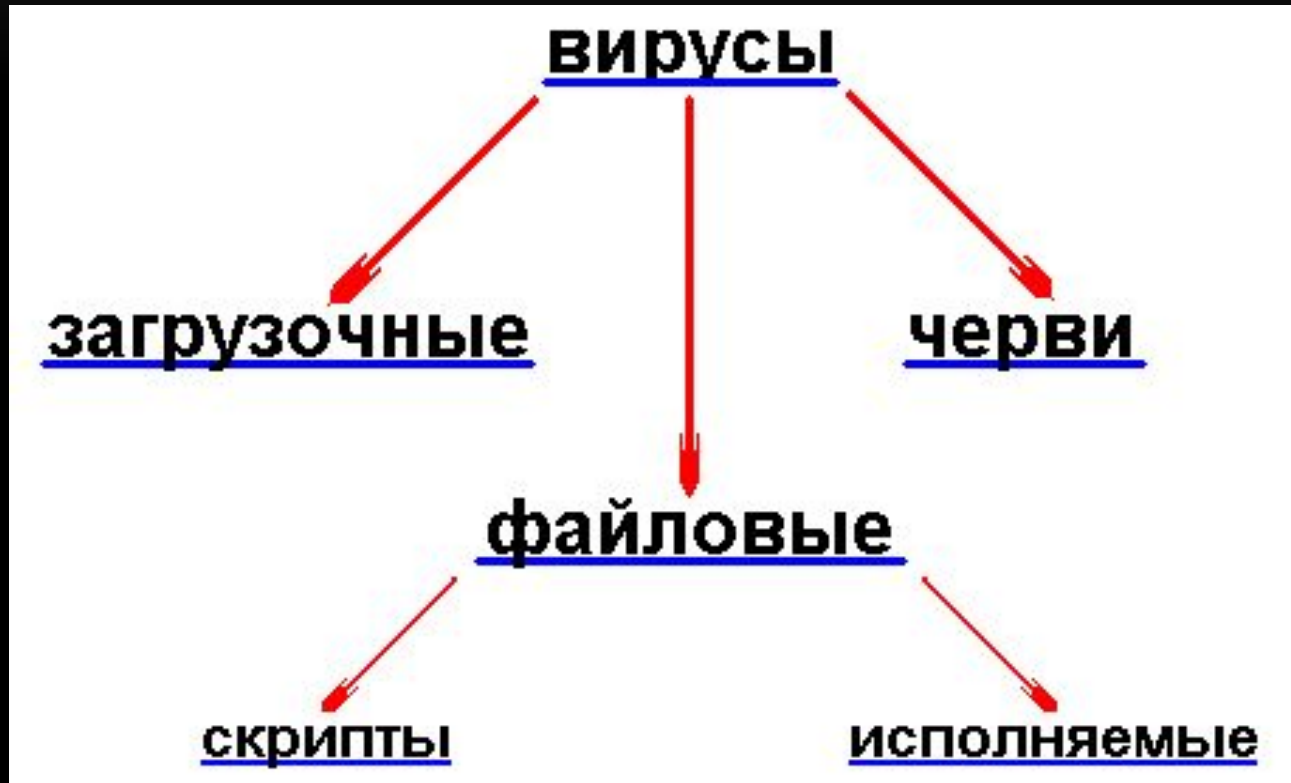 вирусы
загрузочные
черви
файловые
скрипты
исполняемые